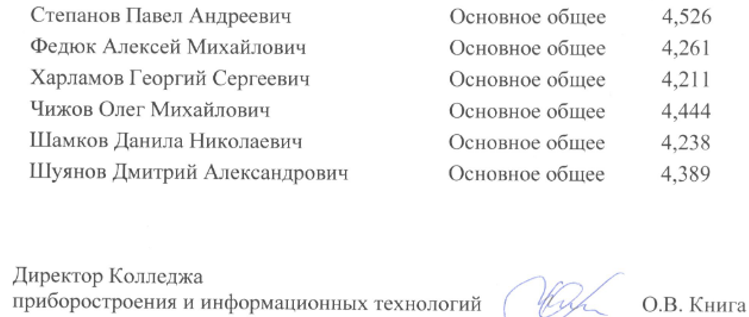 Степанов Павел Андреевич Основное общее 4,526
Федюк Алексей Михайлович Основное общее 4,261
Харламов Георгий Сергеевич Основное общее 4,211
Чижов Олег Михайлович Основное общее 4,444
Шамков Данила Николаевич Основное общее 4,238
Шуянов Дмитрий Александрович Основное общее 4,389
Директор Колледжа
приборостроения и информационных технологий О.В. Книга